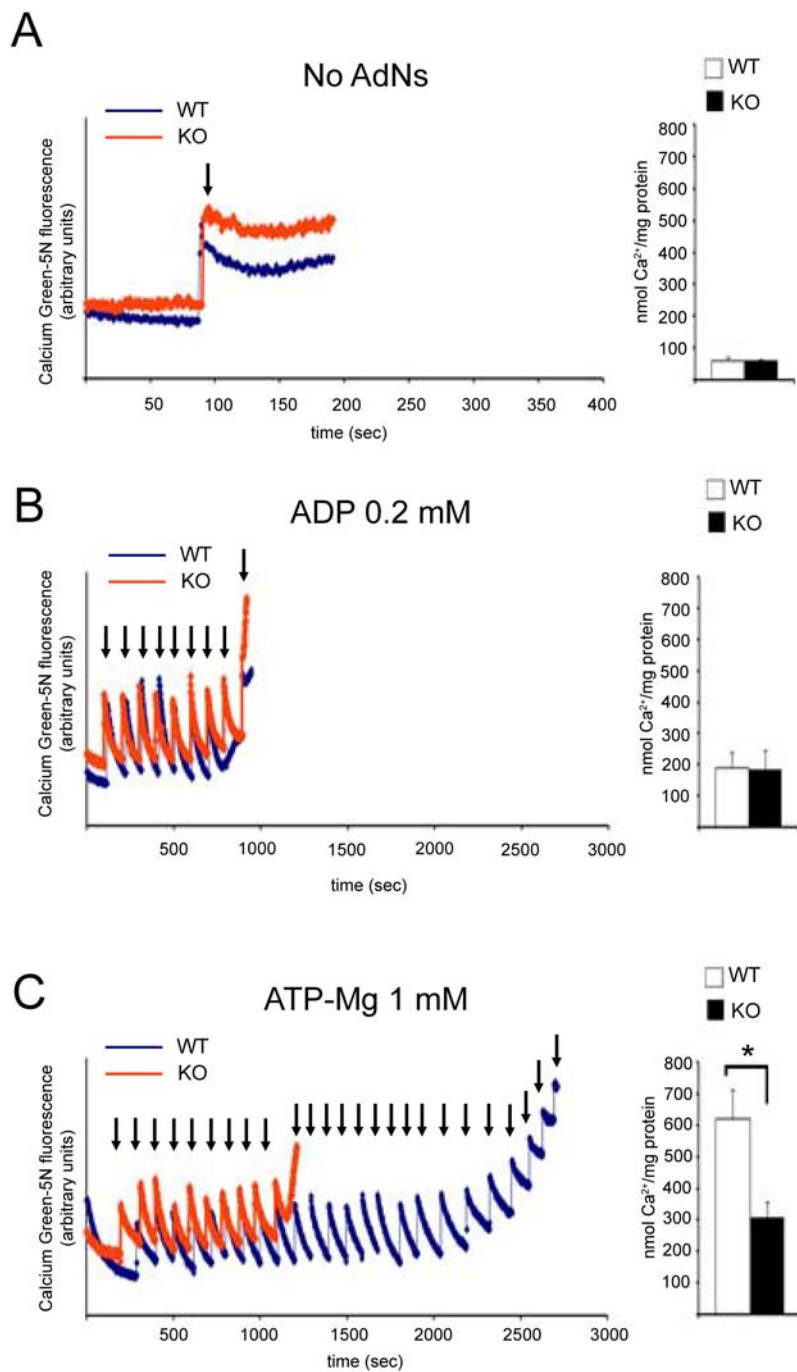 A
No AdNs
WT
KO
Calcium Green-5N fluorescence
(arbitrary units)
50 100 150 200 250 300 350 400
time (sec)
WT
KO
nmol Ca²⁺/mg protein
800
700
600
500
400
300
200
100
B
ADP 0.2 mM
WT
KO
Calcium Green-5N fluorescence
(arbitrary units)
500 1000 1500 2000 2500 3000
time (sec)
WT
KO
nmol Ca²⁺/mg protein
800
700
600
500
400
300
200
100
C
ATP-Mg 1 mM
WT
KO
Calcium Green-5N fluorescence
(arbitrary units)
500 1000 1500 2000 2500 3000
time (sec)
WT
KO
*
nmol Ca²⁺/mg protein
800
700
600
500
400
300
200
100